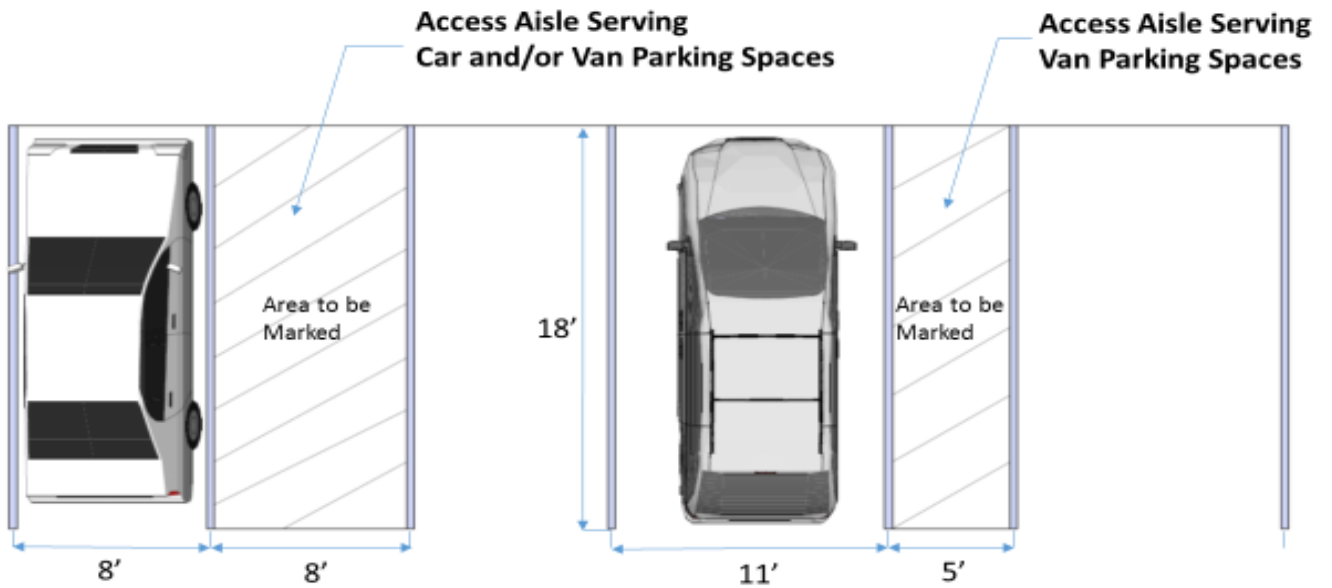 Access Aisle Serving
Car and/or Van Parking Spaces
Access Aisle Serving
Van Parking Spaces
Area to be
Marked
18’
Area to be
Marked
8’
8’
11’
5’